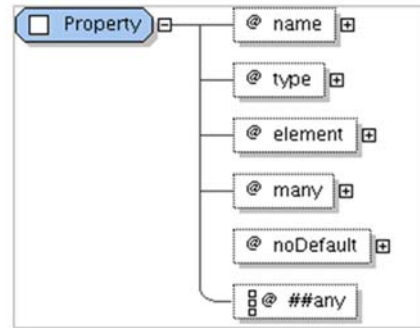 Property
@ name
@ type
@ element
@ many
@ noDefault
@ ##any